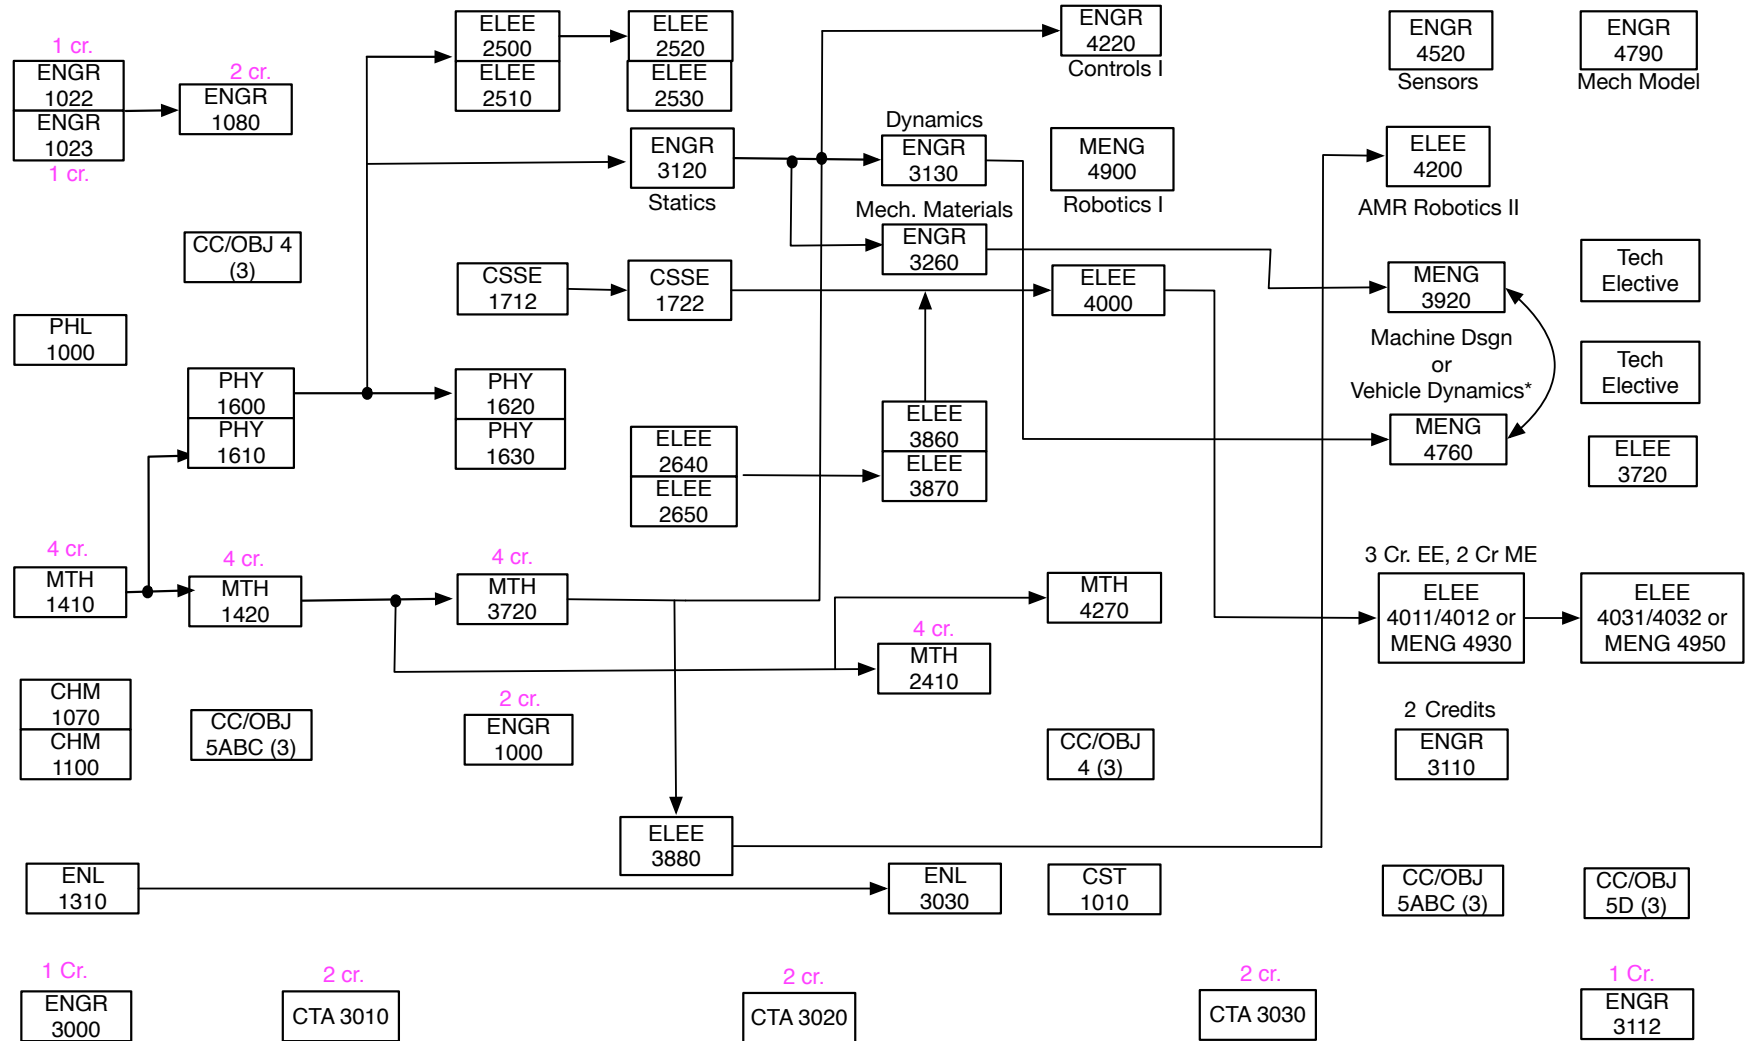 1 cr.
ENGR
1022
ENGR
1023
1 cr.
PHL
1000
4 cr.
MTH
1410
CHM
1070
CHM
1100
ENL
1310
1 Cr.
ENGR
3000
2 cr.
ENGR
1080
CC/OBJ 4
(3)
PHY
1600
PHY
1610
4 cr.
MTH
1420
CC/OBJ
5ABC (3)
2 cr.
CTA 3010
ELEE
2500
ELEE
2510
CSSE
1712
PHY
1620
PHY
1630
4 cr.
MTH
3720
2 cr.
ENGR
1000
ELEE
2520
ELEE
2530
ENGR
3120
Statics
CSSE
1722
ELEE
2640
ELEE
2650
ELEE
3880
2 cr.
CTA 3020
Dynamics
ENGR
3130
Mech. Materials
ENGR
3260
ELEE
3860
ELEE
3870
4 cr.
MTH
2410
ENL
3030
ENGR
4220
Controls I
MENG
4900
Robotics I
ELEE
4000
MTH
4270
CC/OBJ
4 (3)
CST
1010
2 cr.
CTA 3030
ENGR
4520
Sensors
ELEE
4200
AMR Robotics II
MENG
3920
Machine Dsgn
or
Vehicle Dynamics*
MENG
4760
3 Cr. EE, 2 Cr ME
ELEE
4011/4012 or
MENG 4930
2 Credits
ENGR
3110
CC/OBJ
5ABC (3)
ENGR
4790
Mech Model
Tech
Elective
Tech
Elective
ELEE
3720
ELEE
4031/4032 or
MENG 4950
CC/OBJ
5D (3)
1 Cr.
ENGR
3112